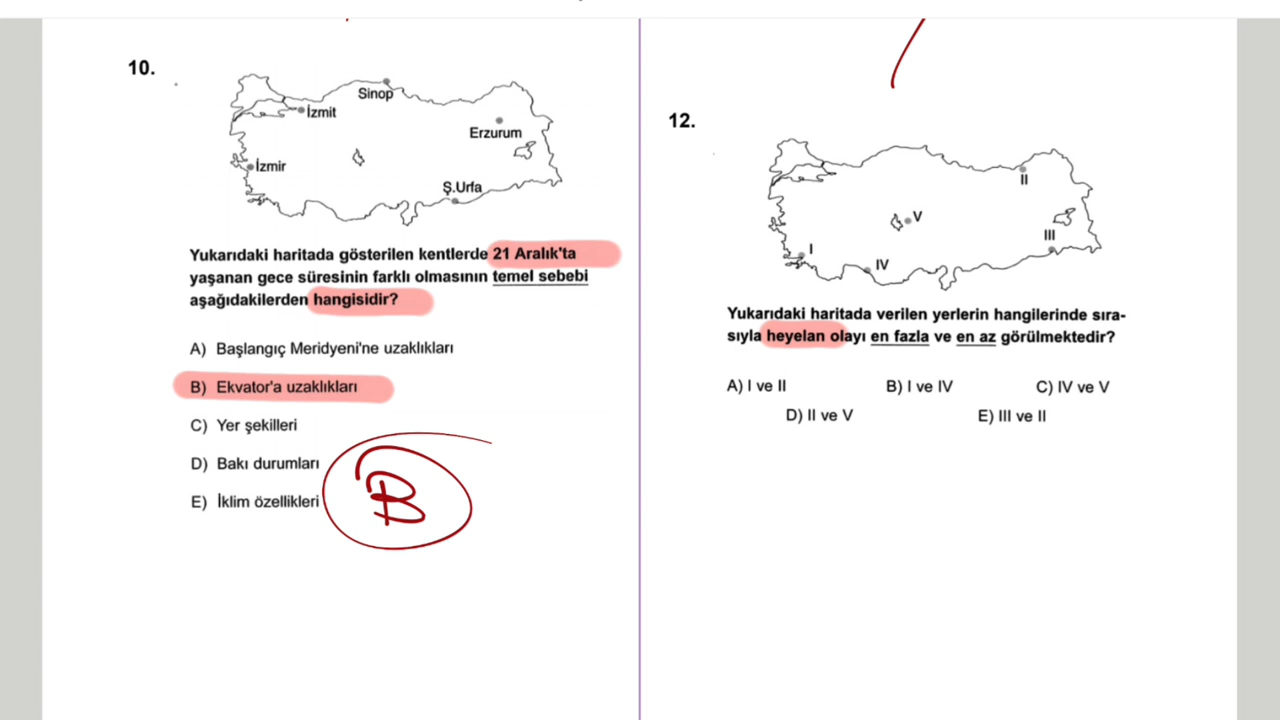 10.
Sinop
İzmit
Erzurum
İzmir
Ş.Urfa
Yukarıdaki haritada gösterilen kentlerde 21 Aralık'ta
yaşanan gece süresinin farklı olmasının temel sebebi
aşağıdakilerden hangisidir?
A) Başlangıç Meridyeni'ne uzaklıkları
B) Ekvator'a uzaklıkları
C) Yer şekilleri
D) Bakı durumları
E) İklim özellikleri
B
12.
II
V
III
I
IV
Yukarıdaki haritada verilen yerlerin hangilerinde sıra-
sıyla heyelan olayı en fazla ve en az görülmektedir?
A) I ve II B) I ve IV C) IV ve V
D) II ve V E) III ve II